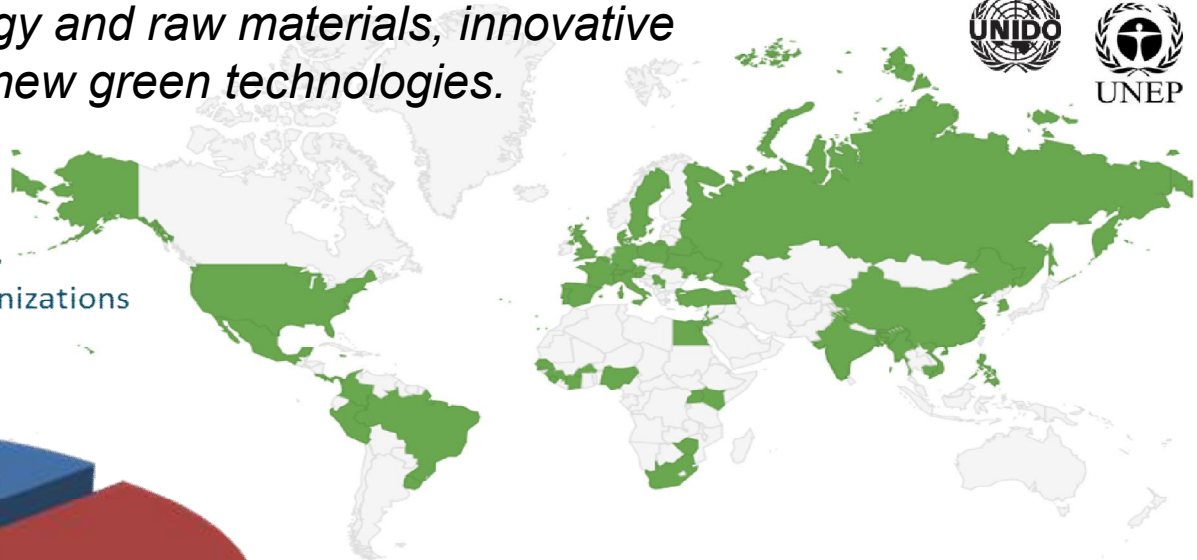 gy and raw materials, innovative
new green technologies.
UNIDO
UNEP
nizations